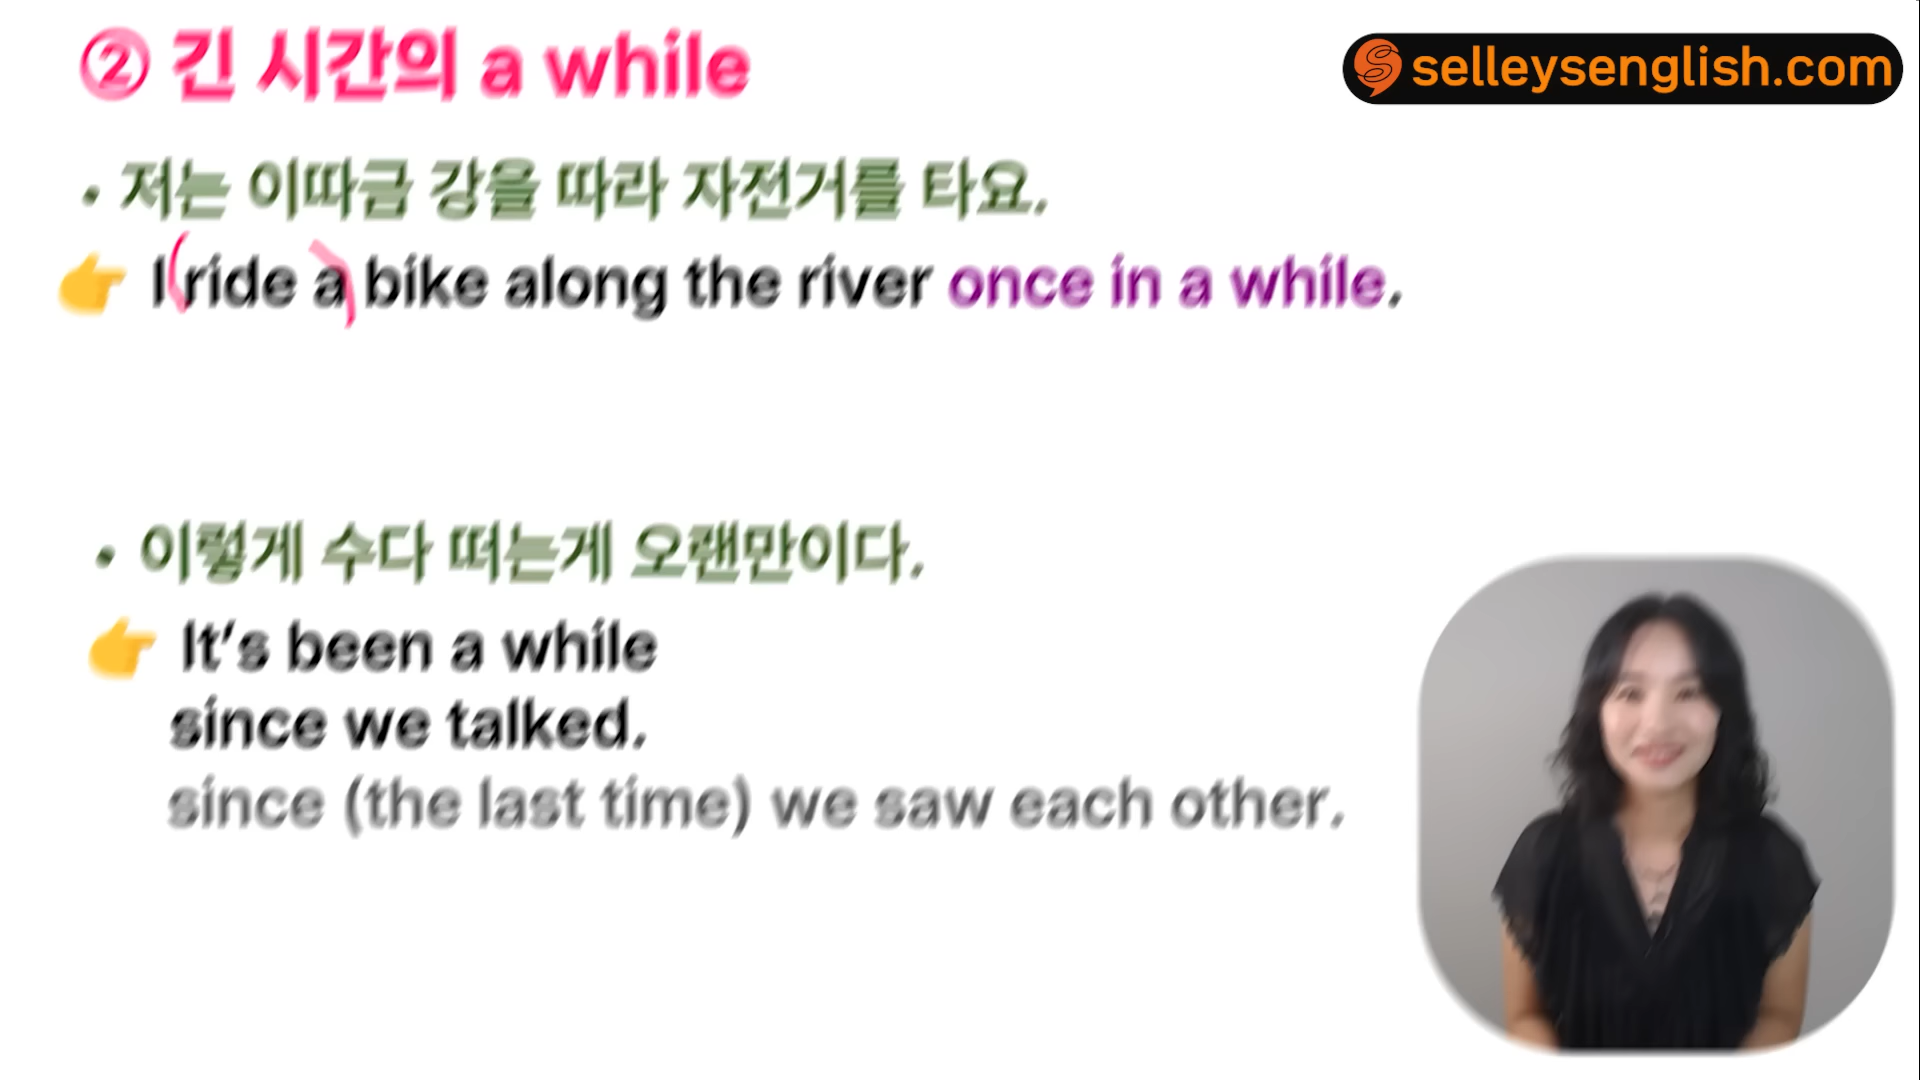 ② 긴 시간의 a while
selleysenglish.com
• 저는 이따금 강을 따라 자전거를 타요.
👉 I ride a bike along the river once in a while.
• 이렇게 수다 떠는게 오랜만이다.
👉 It's been a while
since we talked.
since (the last time) we saw each other.